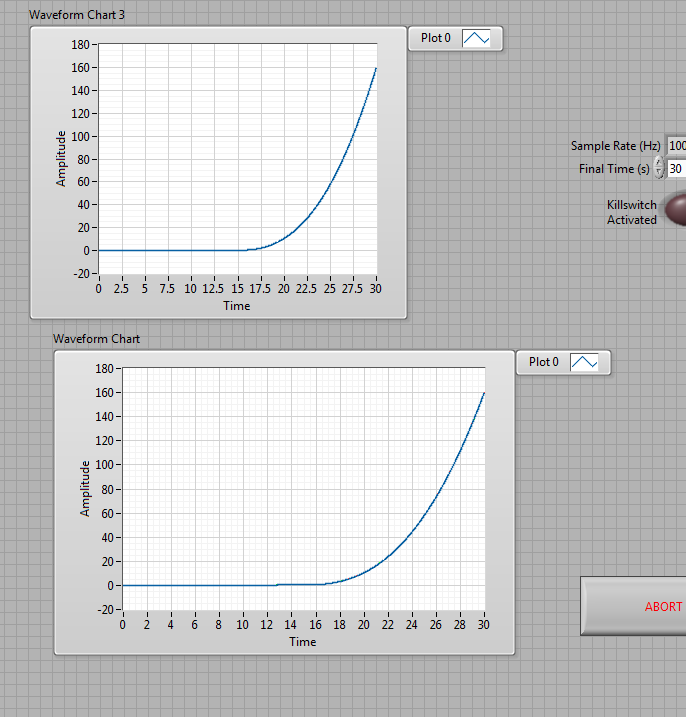 Waveform Chart 3
Plot 0
Amplitude
180
160
140
120
100
80
60
40
20
0
-20
0 2.5 5 7.5 10 12.5 15 17.5 20 22.5 25 27.5 30
Time
Sample Rate (Hz) 100
Final Time (s) 30
Killswitch
Activated
Waveform Chart
Plot 0
Amplitude
180
160
140
120
100
80
60
40
20
0
-20
0 2 4 6 8 10 12 14 16 18 20 22 24 26 28 30
Time
ABORT